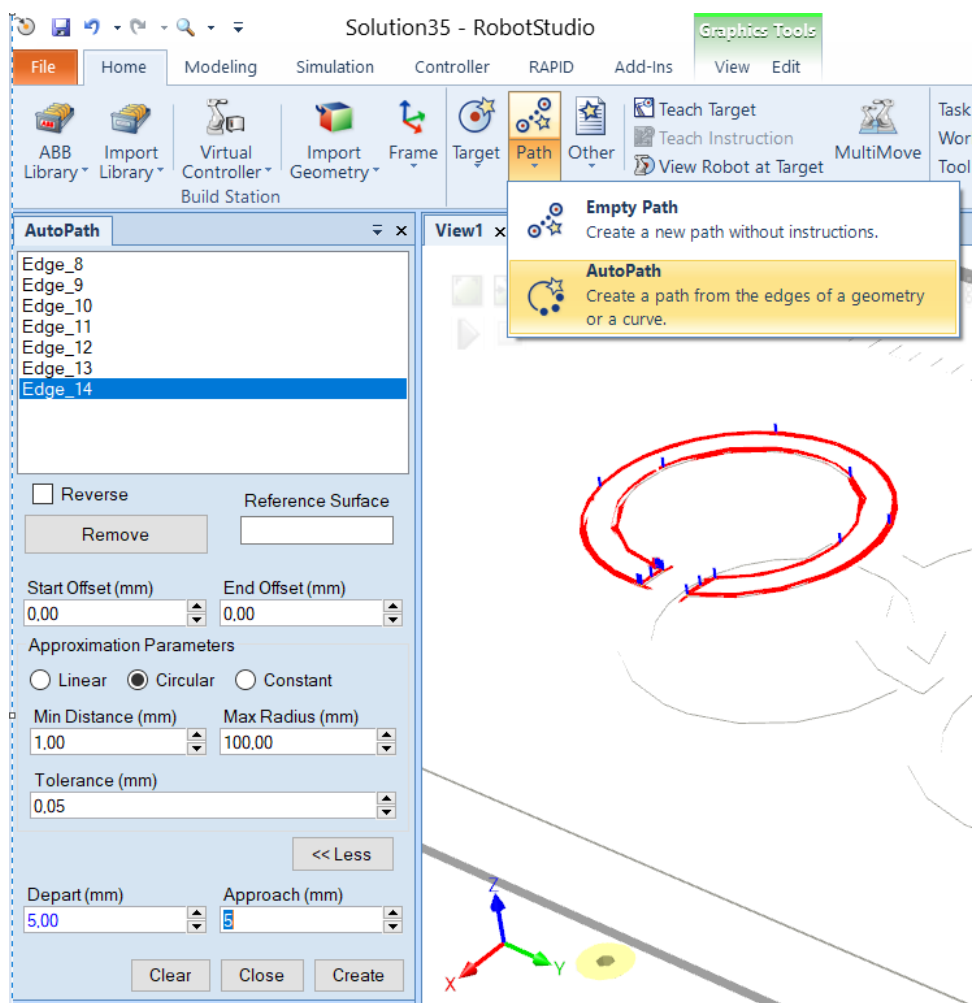 Solution35 - RobotStudio
Graphics Tools
File Home Modeling Simulation Controller RAPID Add-Ins View Edit
ABB Library
Import Library
Virtual Controller
Import Geometry
Frame
Target
Path
Other
Teach Target
Teach Instruction
View Robot at Target
MultiMove
Task
Wor
Tool
Build Station
Empty Path
Create a new path without instructions.
AutoPath
Create a path from the edges of a geometry
or a curve.
AutoPath
View1
Edge_8
Edge_9
Edge_10
Edge_11
Edge_12
Edge_13
Edge_14
Reverse
Reference Surface
Remove
Start Offset (mm) End Offset (mm)
0,00 0,00
Approximation Parameters
Linear Circular Constant
Min Distance (mm) Max Radius (mm)
1,00 100,00
Tolerance (mm)
0,05
<< Less
Depart (mm) Approach (mm)
5,00 5
Clear Close Create
Z
X
Y